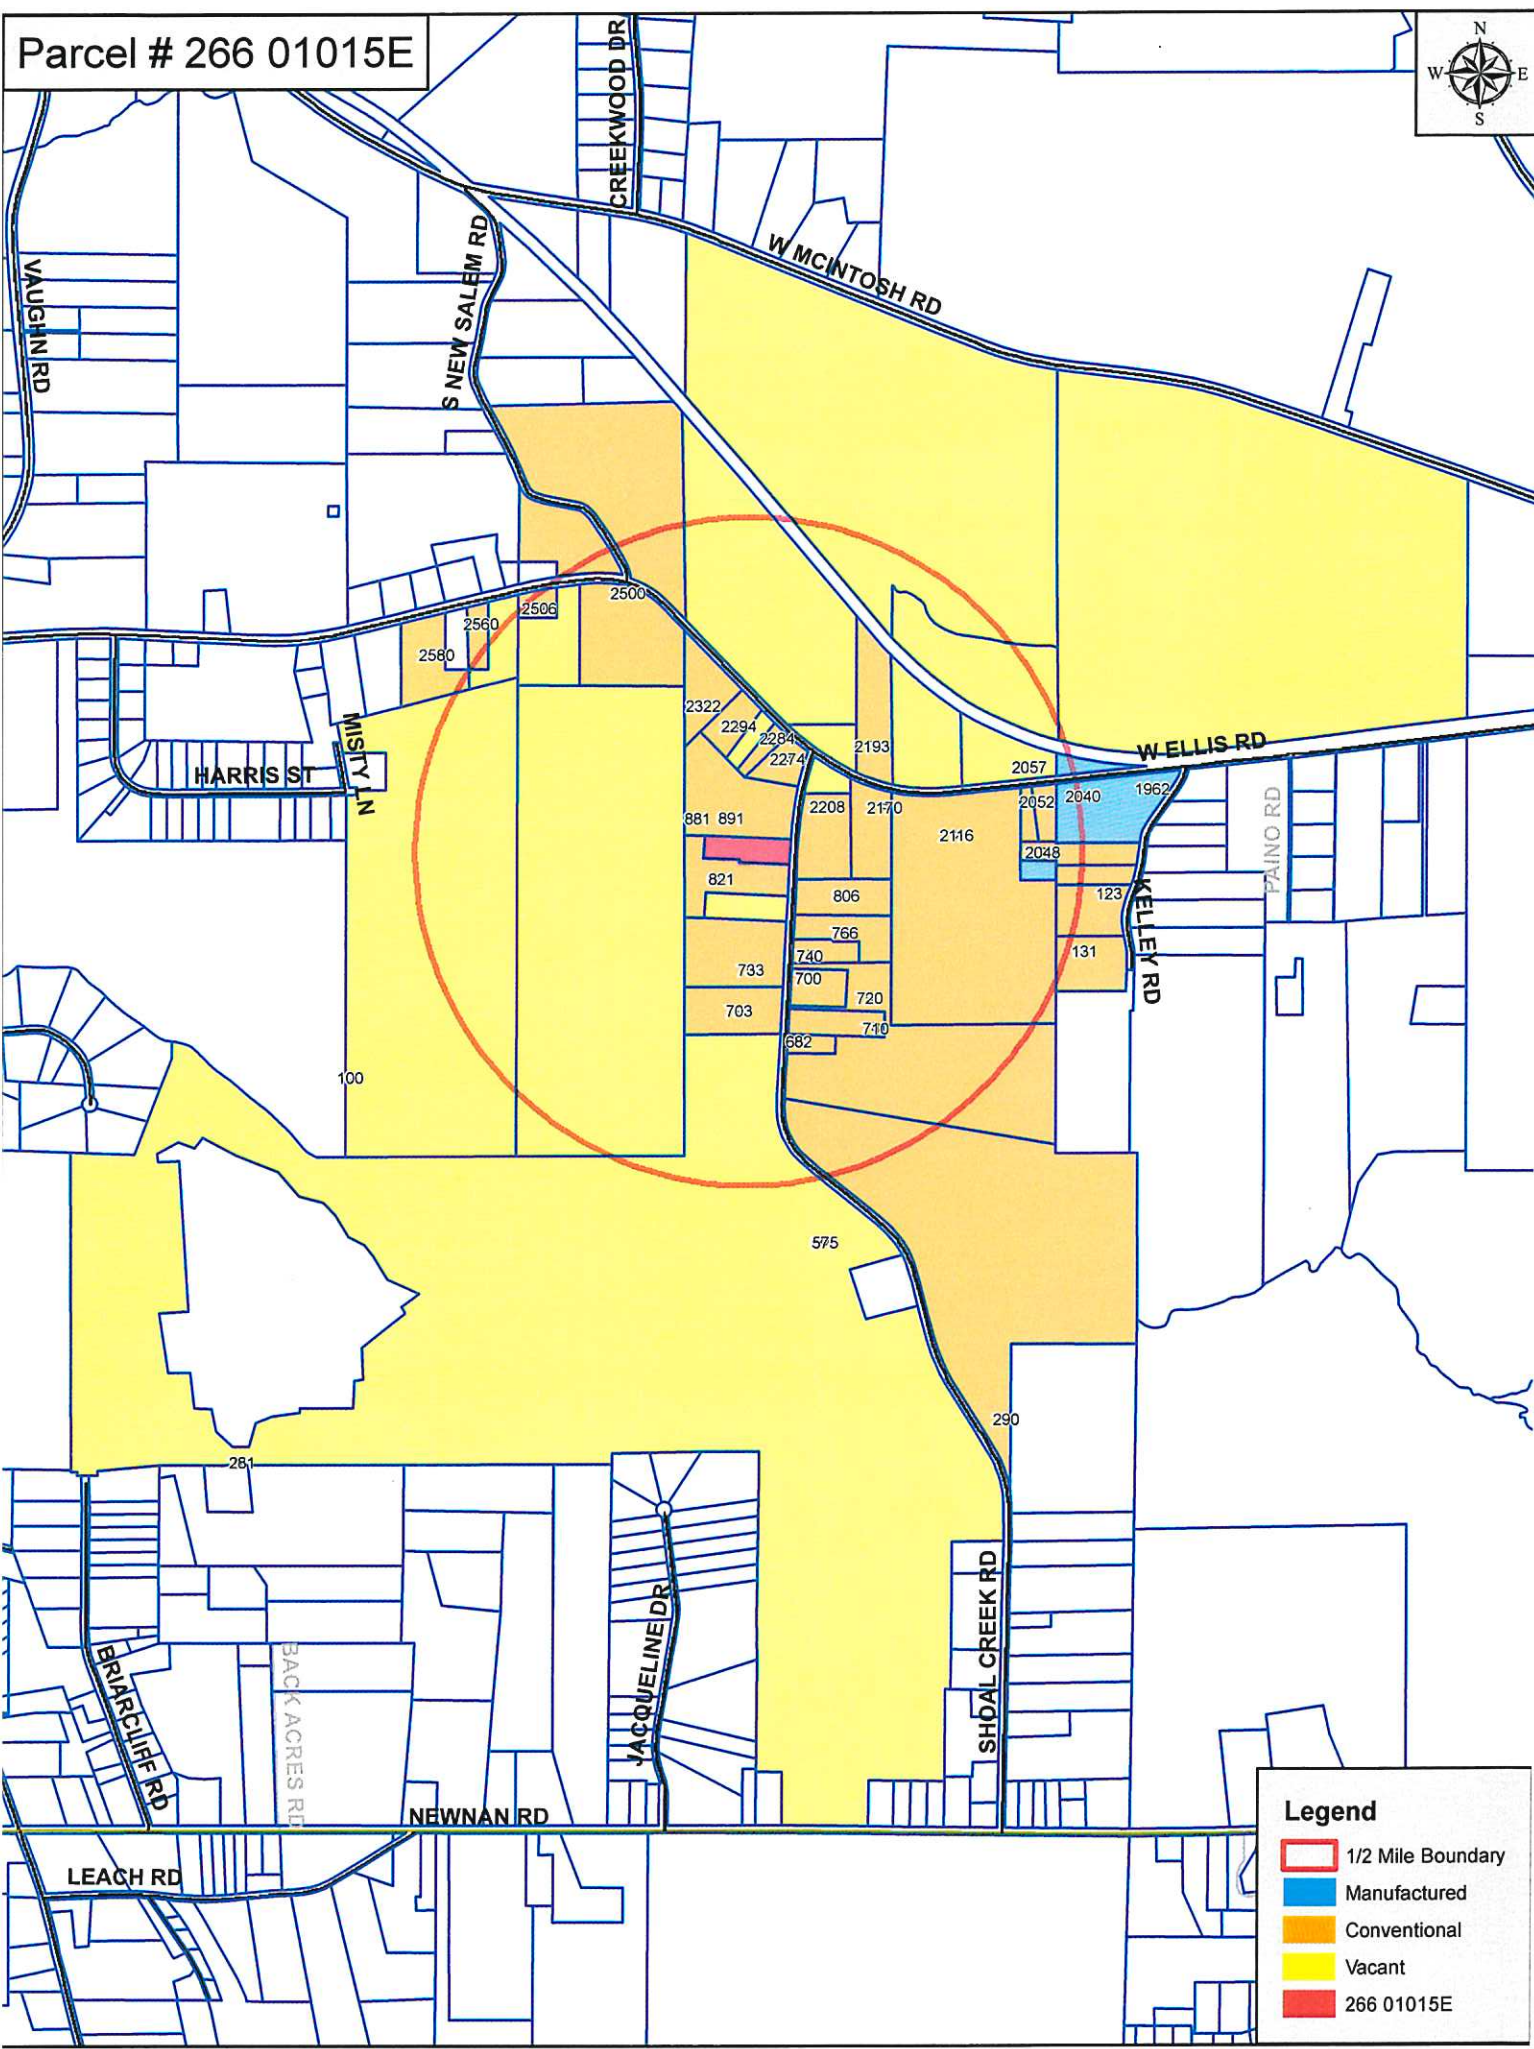 Parcel # 266 01015E
N
W E
S
CREEKWOOD DR
W MCINTOSH RD
S NEW SALEM RD
VAUGHN RD
2500
2506
2560
2580
2322
2294
2284
2274
2193
MISTY LN
HARRIS ST
W ELLIS RD
2057
1962
2040
2052
2208
2170
2116
881 891
2048
PAINO RD
821
806
123
KELLEY RD
766
740
733
131
700
720
703
710
682
100
575
290
281
SHOAL CREEK RD
JACQUELINE DR
BRIARCLIFF RD
BACK ACRES RD
NEWNAN RD
LEACH RD
Legend
1/2 Mile Boundary
Manufactured
Conventional
Vacant
266 01015E